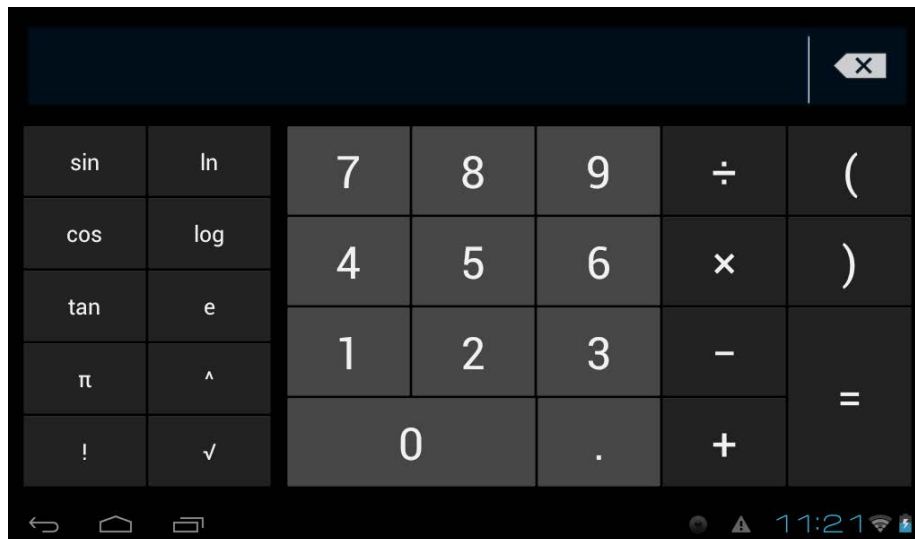 sin ln 7 8 9 ÷ (
cos log 4 5 6 × )
tan e 1 2 3 − =
π ^
! √ 0 . +
11:21